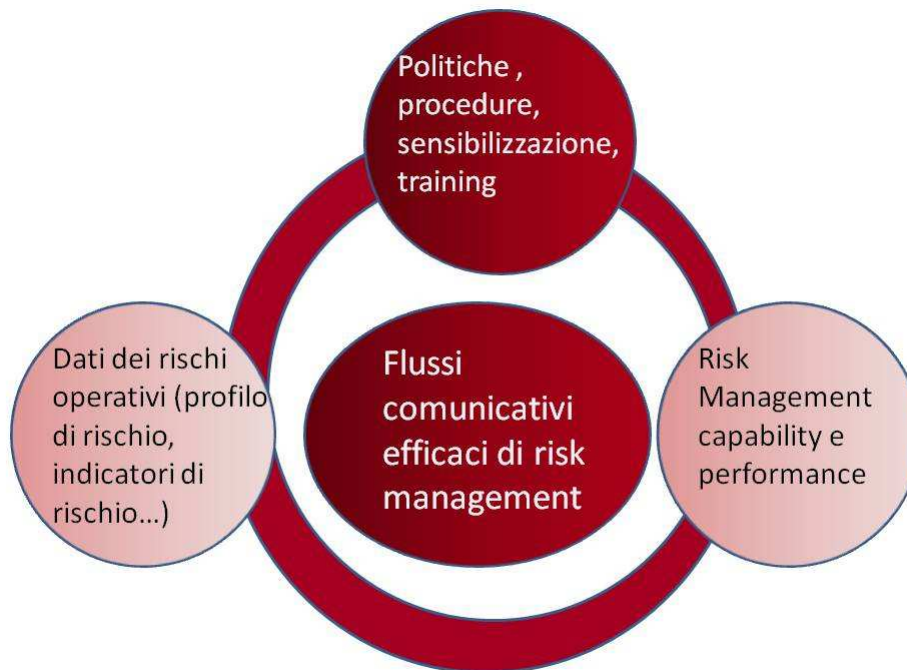 Politiche ,
procedure,
sensibilizzazione,
training
Dati dei rischi
operativi (profilo
di rischio,
indicatori di
rischio...)
Flussi
comunicativi
efficaci di risk
management
Risk
Management
capability e
performance